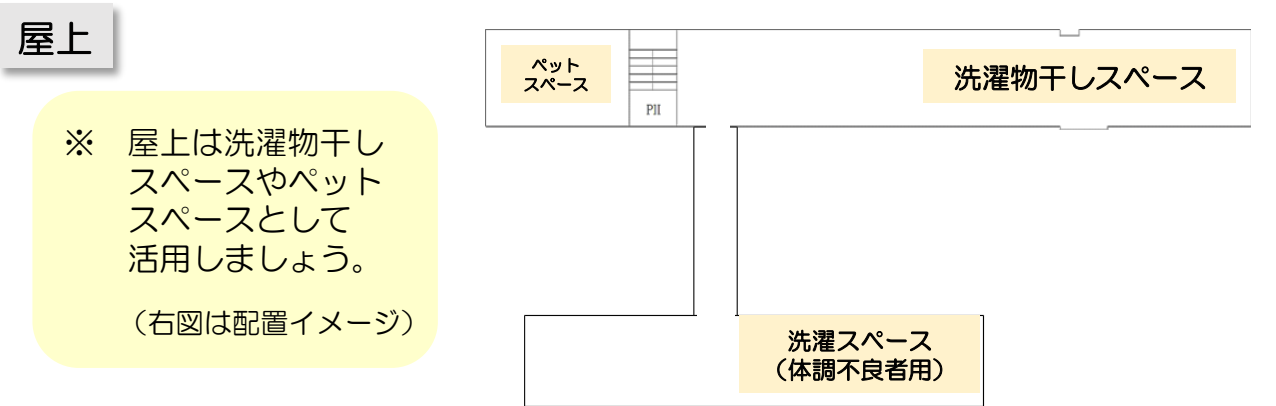 屋上
※ 屋上は洗濯物干し
スペースやペット
スペースとして
活用しましょう。
（右図は配置イメージ）
ペット
スペース
PH
洗濯物干しスペース
洗濯スペース
（体調不良者用）